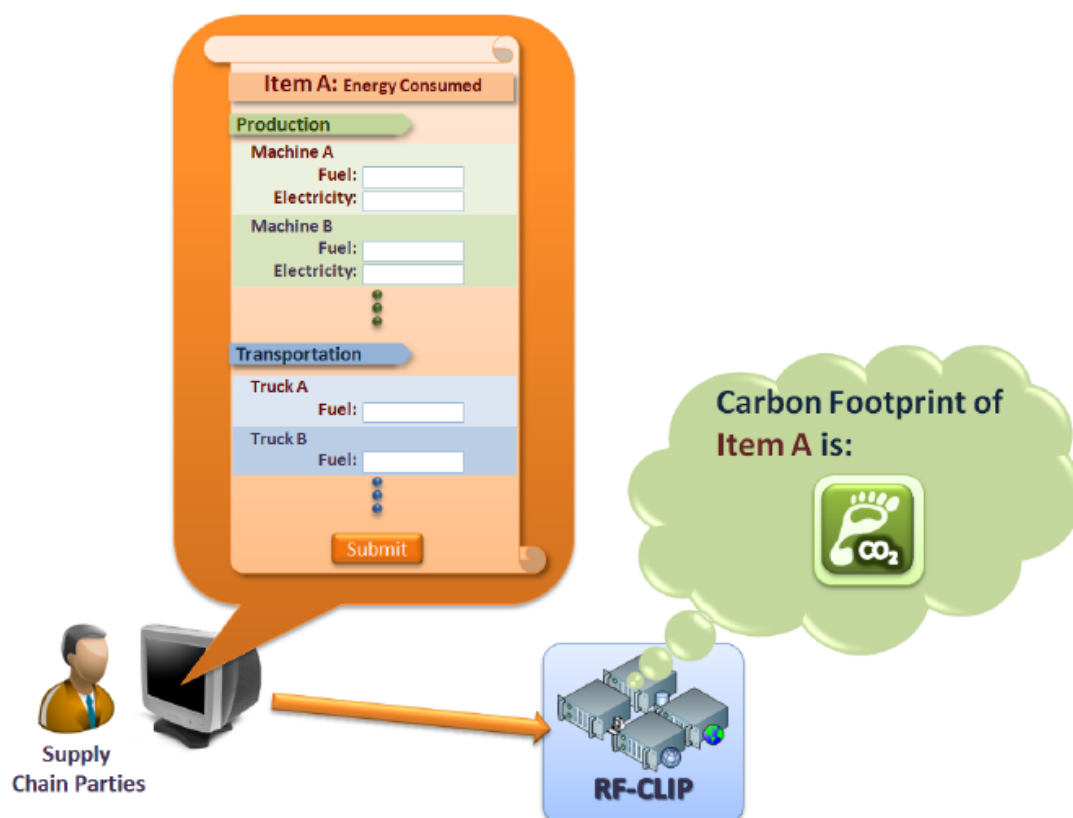 Item A: Energy Consumed
Production
Machine A
Fuel:
Electricity:
Machine B
Fuel:
Electricity:
Transportation
Truck A
Fuel:
Truck B
Fuel:
Submit
Carbon Footprint of
Item A is:
CO₂
Supply
Chain Parties
RF-CLIP